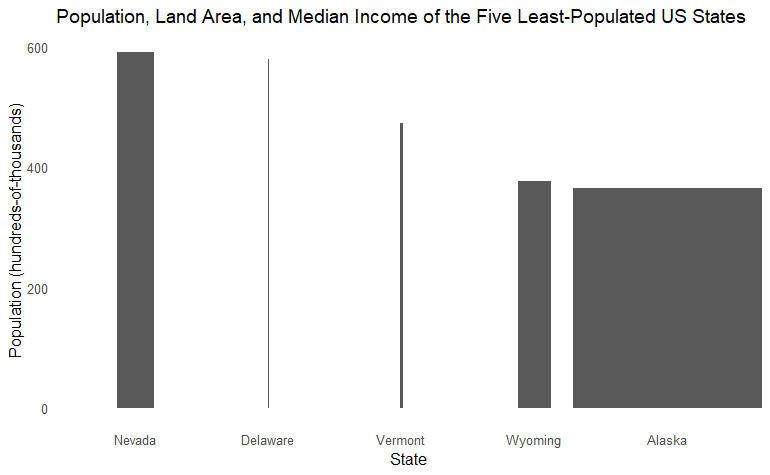 Population, Land Area, and Median Income of the Five Least-Populated US States
Population (hundreds-of-thousands)
600
400
200
0
Nevada Delaware Vermont Wyoming Alaska
State